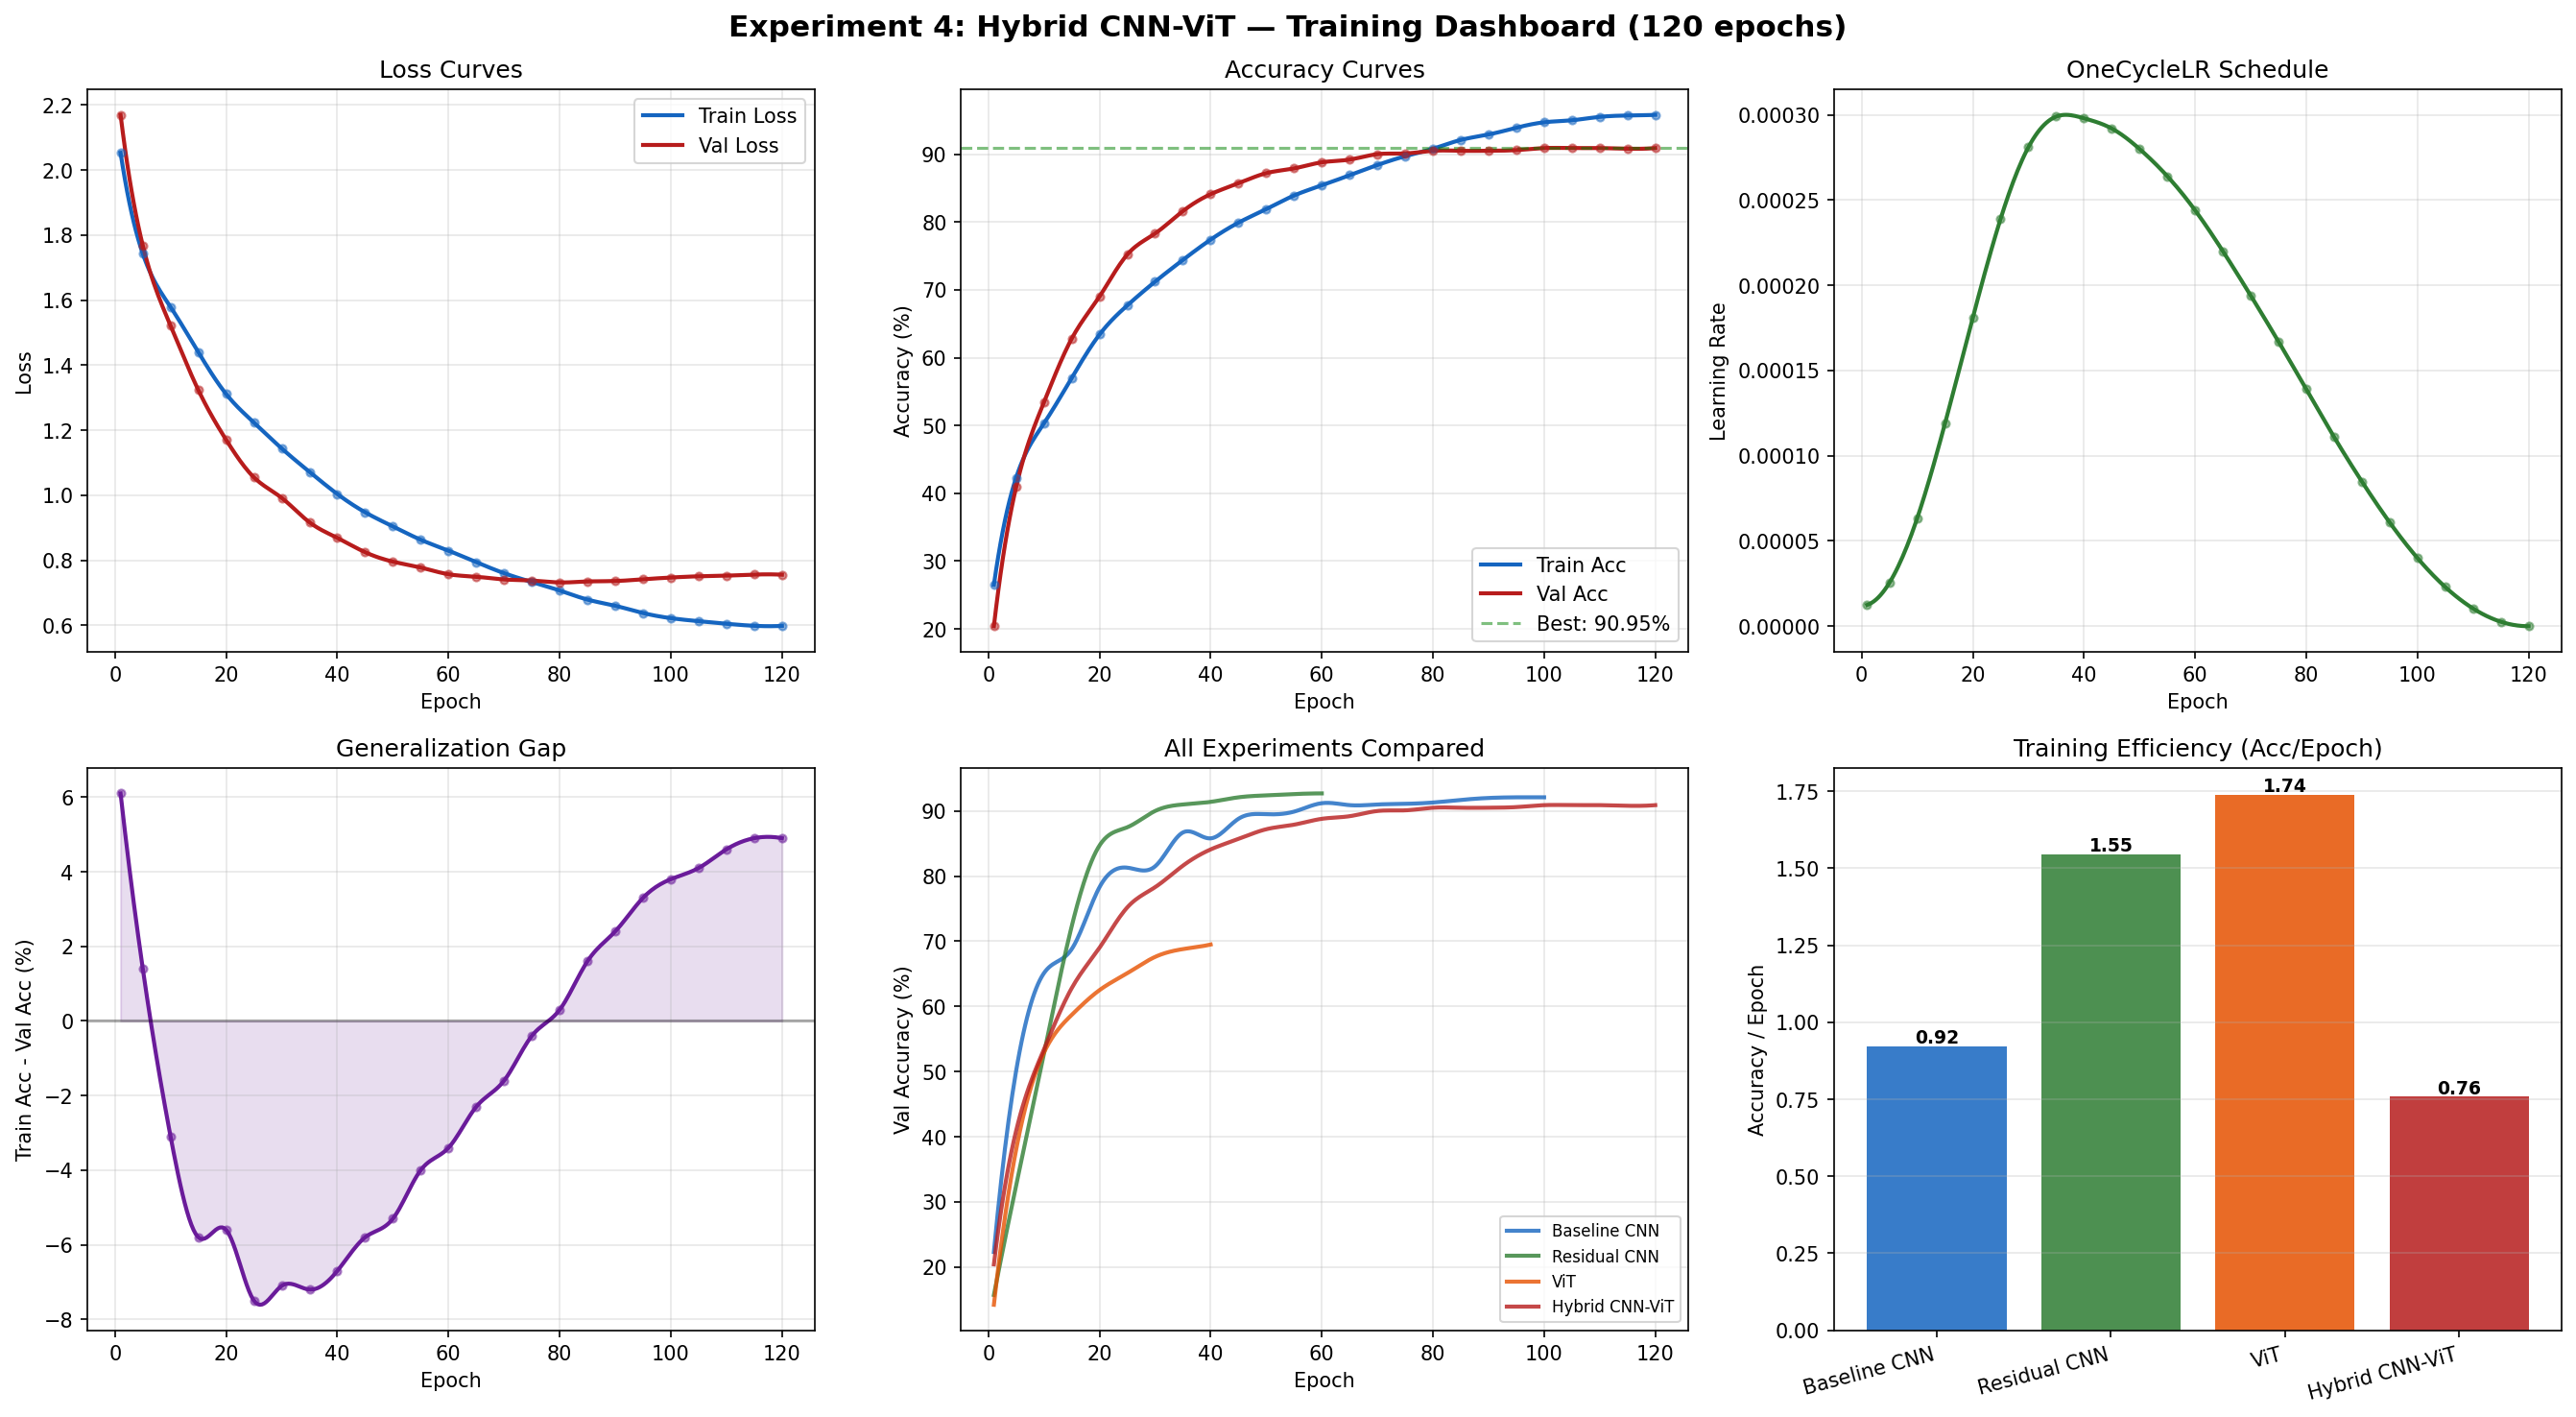 Experiment 4: Hybrid CNN-ViT — Training Dashboard (120 epochs)
Loss Curves
2.2
2.0
1.8
1.6
1.4
1.2
1.0
0.8
0.6
Loss
Train Loss
Val Loss
0 20 40 60 80 100 120
Epoch
Accuracy Curves
90
80
70
60
50
40
30
20
Accuracy (%)
Train Acc
Val Acc
Best: 90.95%
0 20 40 60 80 100 120
Epoch
OneCycleLR Schedule
0.00030
0.00025
0.00020
0.00015
0.00010
0.00005
0.00000
Learning Rate
0 20 40 60 80 100 120
Epoch
Generalization Gap
6
4
2
0
−2
−4
−6
−8
Train Acc - Val Acc (%)
0 20 40 60 80 100 120
Epoch
All Experiments Compared
90
80
70
60
50
40
30
20
Val Accuracy (%)
Baseline CNN
Residual CNN
ViT
Hybrid CNN-ViT
0 20 40 60 80 100 120
Epoch
Training Efficiency (Acc/Epoch)
1.75
1.50
1.25
1.00
0.75
0.50
0.25
0.00
Accuracy / Epoch
0.92
1.55
1.74
0.76
Baseline CNN
Residual CNN
ViT
Hybrid CNN-ViT